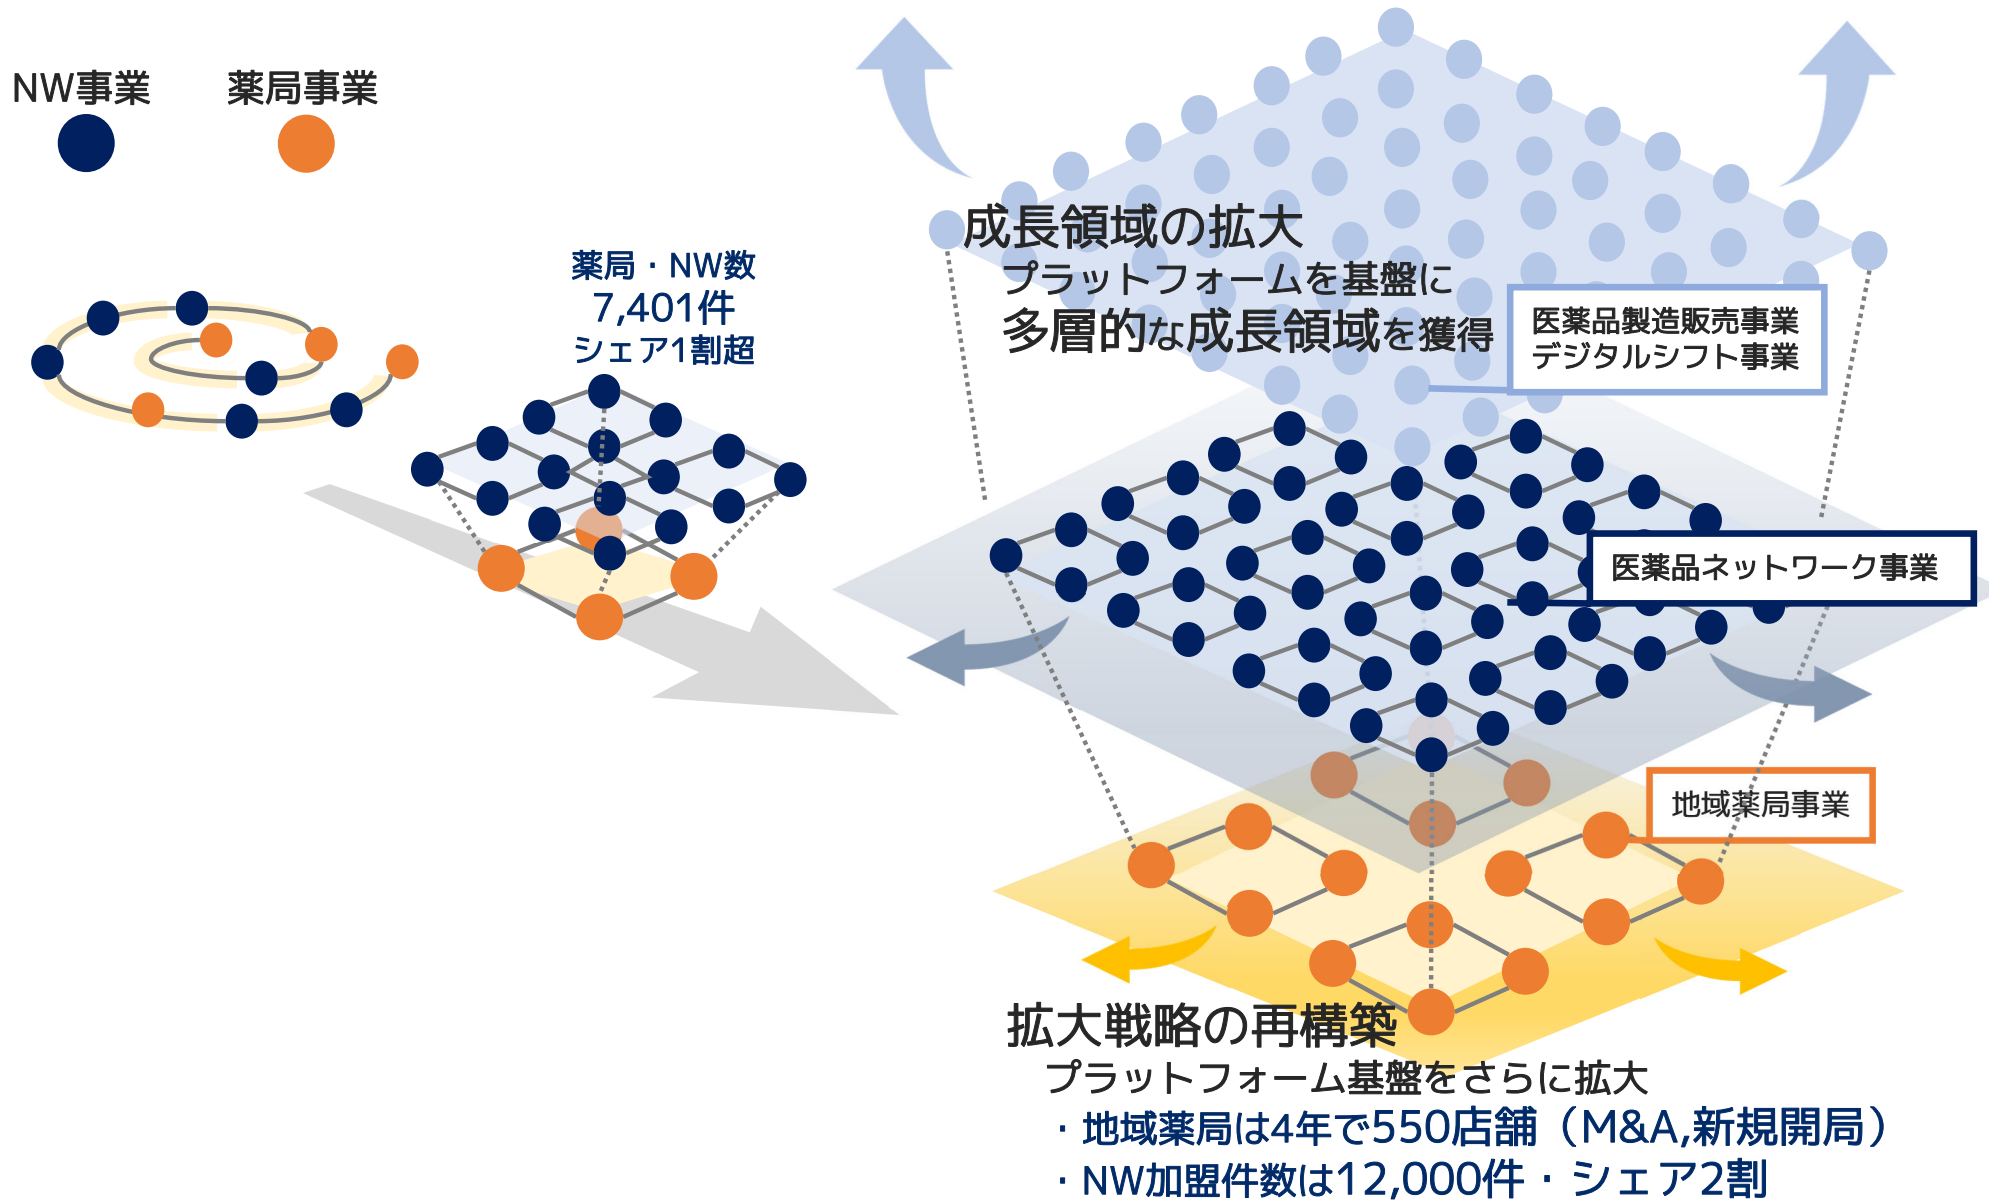 NW事業
薬局事業
薬局・NW数
7,401件
シェア1割超
成長領域の拡大
プラットフォームを基盤に
多層的な成長領域を獲得
医薬品製造販売事業
デジタルシフト事業
医薬品ネットワーク事業
地域薬局事業
拡大戦略の再構築
プラットフォーム基盤をさらに拡大
・地域薬局は4年で550店舗（M&A,新規開局）
・NW加盟件数は12,000件・シェア2割